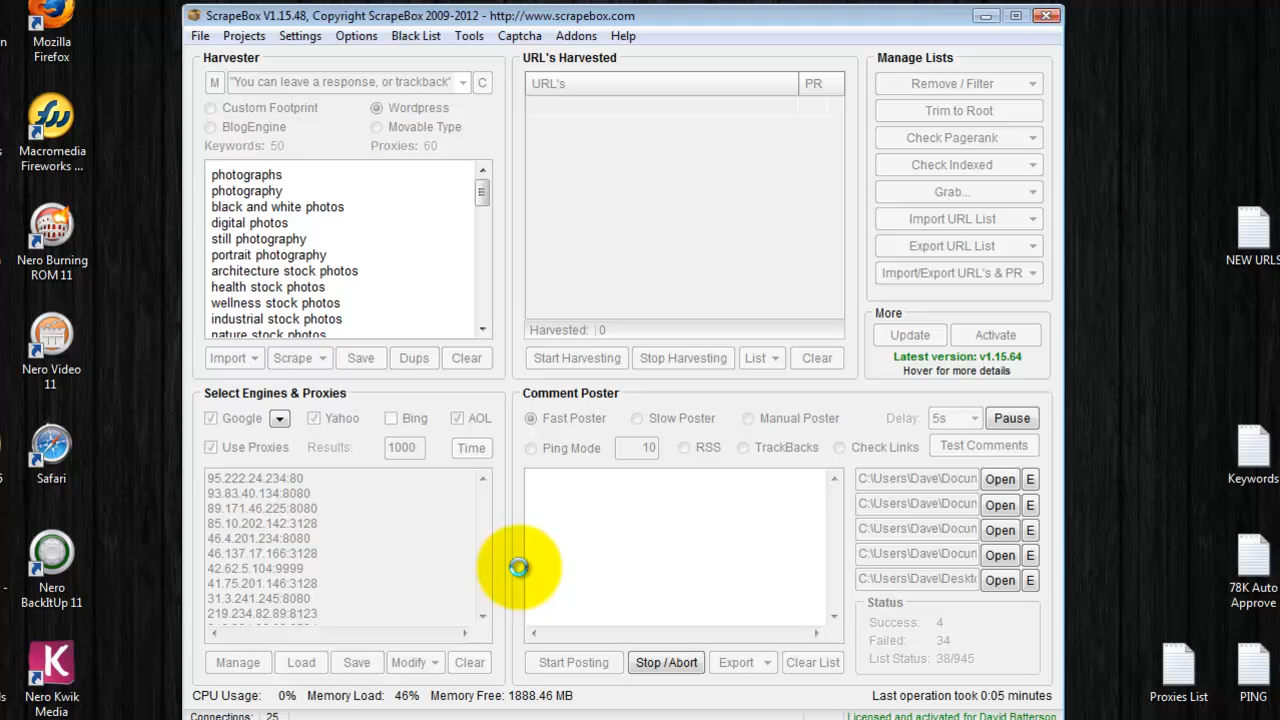 Mozilla
Firefox
Macromedia
Fireworks ...
Nero Burning
ROM 11
Nero Video
11
Safari
Nero
BackItUp 11
Nero Kwik
Media
ScrapeBox V1.15.48, Copyright ScrapeBox 2009-2012 - http://www.scrapebox.com
File Projects Settings Options Black List Tools Captcha Addons Help
Harvester
M "You can leave a response, or trackback" C
Custom Footprint Wordpress
BlogEngine Movable Type
Keywords: 50 Proxies: 60
photographs
photography
black and white photos
digital photos
still photography
portrait photography
architecture stock photos
health stock photos
wellness stock photos
industrial stock photos
nature stock photos
Import Scrape Save Dups Clear
URL's Harvested
URL's PR
Harvested: 0
Start Harvesting Stop Harvesting List Clear
Manage Lists
Remove / Filter
Trim to Root
Check Pagerank
Check Indexed
Grab...
Import URL List
Export URL List
Import/Export URL's & PR
More
Update Activate
Latest version: v1.15.64
Hover for more details
Select Engines & Proxies
Google Yahoo Bing AOL
Use Proxies Results: 1000 Time
95.222.24.234:80
93.83.40.134:8080
89.171.46.225:8080
85.10.202.142:3128
46.4.201.234:8080
46.137.17.166:3128
42.62.5.104:9999
41.75.201.146:3128
31.3.241.245:8080
219.234.82.89:8123
Manage Load Save Modify Clear
Comment Poster
Fast Poster Slow Poster Manual Poster Delay: 5s Pause
Ping Mode 10 RSS TrackBacks Check Links Test Comments
C:\Users\Dave\Docun Open E
C:\Users\Dave\Docun Open E
C:\Users\Dave\Docun Open E
C:\Users\Dave\Docun Open E
C:\Users\Dave\Deskto Open E
Status
Success: 4
Failed: 34
List Status: 38/945
Start Posting Stop / Abort Export Clear List
CPU Usage: 0% Memory Load: 46% Memory Free: 1888.46 MB Last operation took 0:05 minutes
Connections: 25 Licensed and activated for David Batterson
NEW URLS
Keywords
78K Auto
Approve
Proxies List
PING